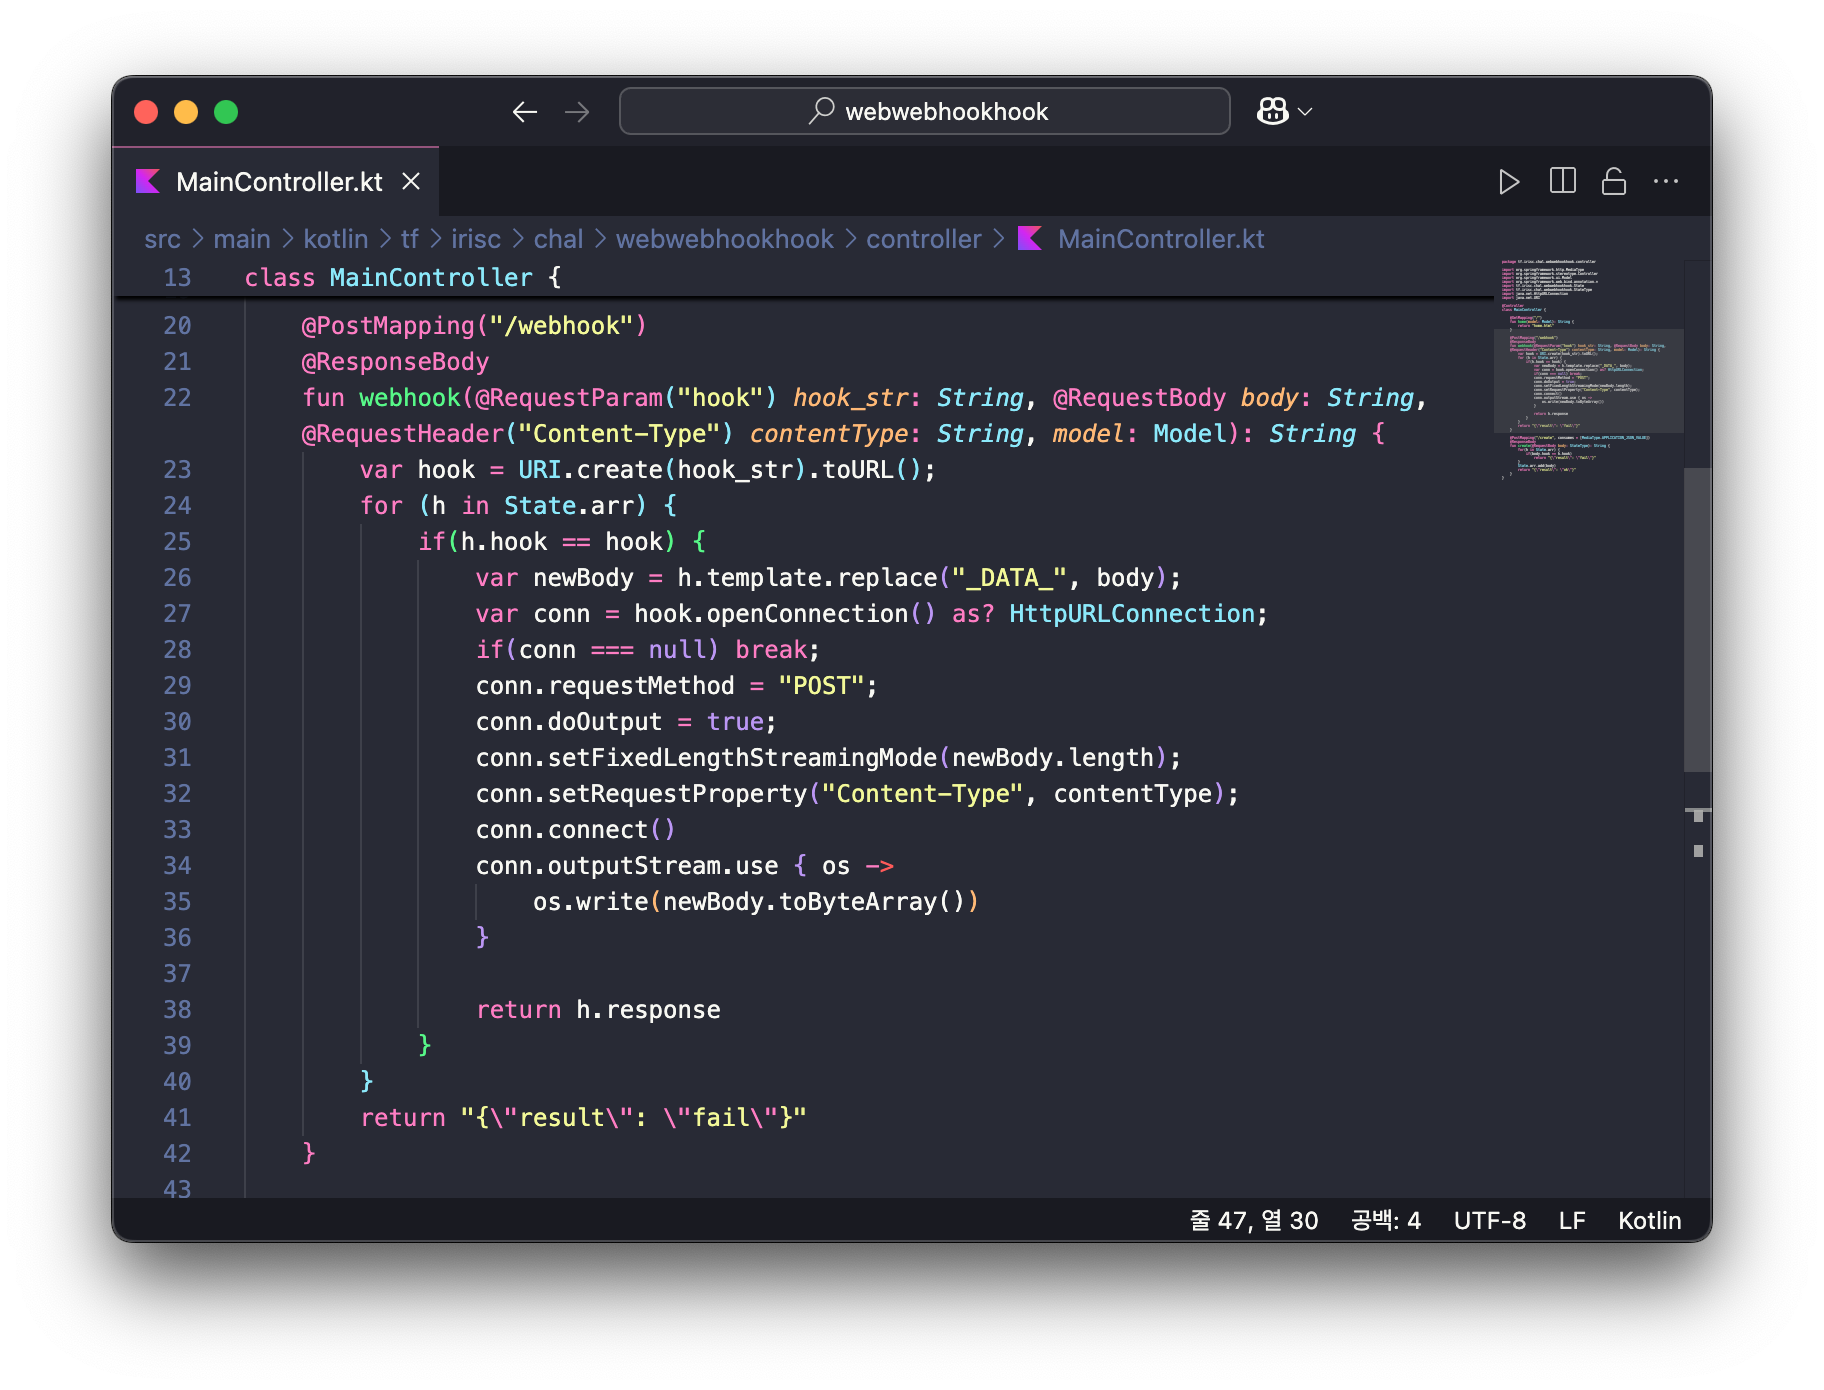 webwebhookhook
MainController.kt
src > main > kotlin > tf > irisc > chal > webwebhookhook > controller > MainController.kt
13 class MainController {
20 @PostMapping("/webhook")
21 @ResponseBody
22 fun webhook(@RequestParam("hook") hook_str: String, @RequestBody body: String,
@RequestHeader("Content-Type") contentType: String, model: Model): String {
23 var hook = URI.create(hook_str).toURL();
24 for (h in State.arr) {
25 if(h.hook == hook) {
26 var newBody = h.template.replace("_DATA_", body);
27 var conn = hook.openConnection() as? HttpURLConnection;
28 if(conn === null) break;
29 conn.requestMethod = "POST";
30 conn.doOutput = true;
31 conn.setFixedLengthStreamingMode(newBody.length);
32 conn.setRequestProperty("Content-Type", contentType);
33 conn.connect()
34 conn.outputStream.use { os ->
35 os.write(newBody.toByteArray())
36 }
37
38 return h.response
39 }
40 }
41 return "{\"result\": \"fail\"}"
42 }
43
줄 47, 열 30 공백: 4 UTF-8 LF Kotlin